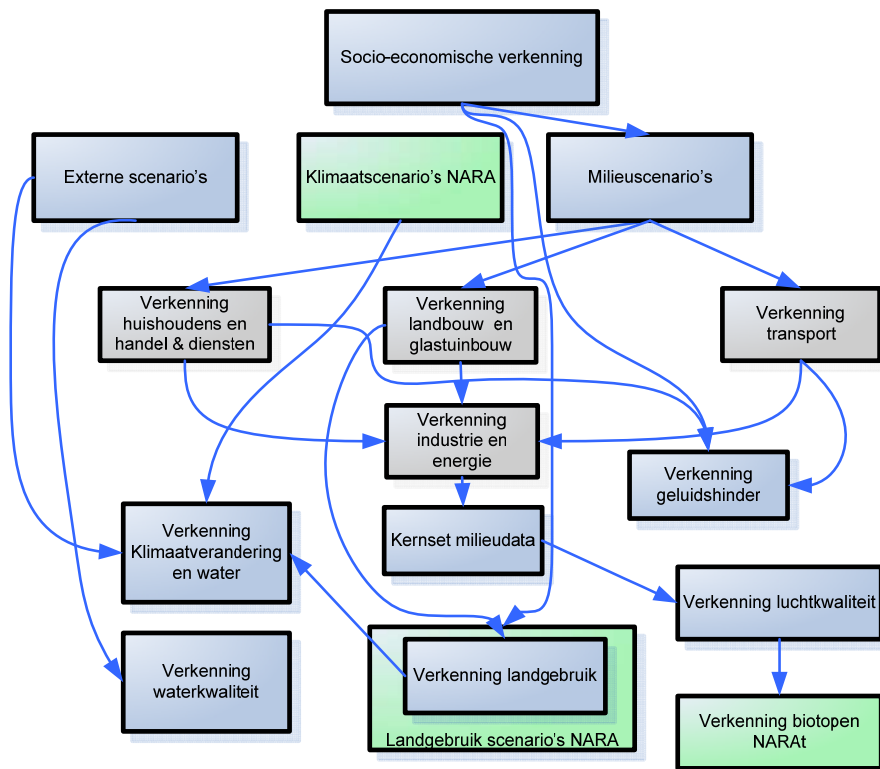 Socio-economische verkenning
Externe scenario's
Klimaatscenario's NARA
Milieuscenario's
Verkenning
huishoudens en
handel & diensten
Verkenning
landbouw en
glastuinbouw
Verkenning
transport
Verkenning
industrie en
energie
Verkenning
geluidshinder
Verkenning
Klimaatverandering
en water
Kernset milieudata
Verkenning luchtkwaliteit
Verkenning
waterkwaliteit
Verkenning landgebruik
Landgebruik scenario's NARA
Verkenning biotopen
NARAt